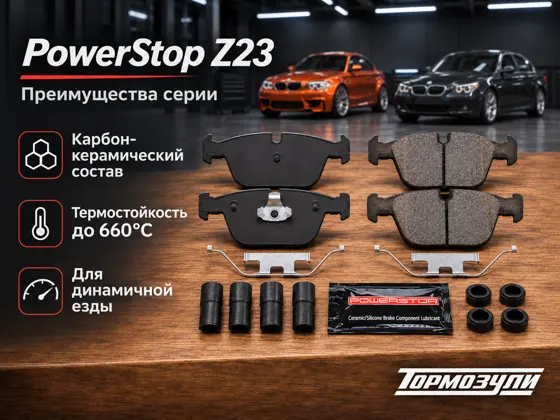 PowerStop Z23
Преимущества серии
Карбон-
керамический
состав
Термостойкость
до 660°C
Для
динамичной
езды
POWERSTOP
Ceramic/Silicone Brake Component Lubricant
ТОРМОЗУЛИ